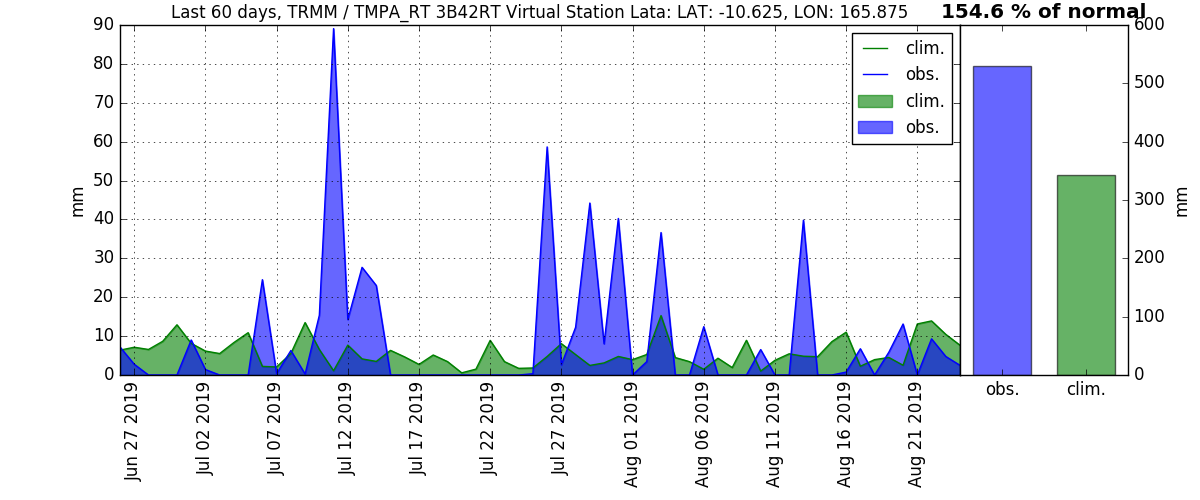 Last 60 days, TRMM / TMPA_RT 3B42RT Virtual Station Lata: LAT: -10.625, LON: 165.875
154.6 % of normal
90
80
70
60
50
40
30
20
10
0
mm
clim.
obs.
clim.
obs.
600
500
400
300
200
100
0
mm
Jun 27 2019
Jul 02 2019
Jul 07 2019
Jul 12 2019
Jul 17 2019
Jul 22 2019
Jul 27 2019
Aug 01 2019
Aug 06 2019
Aug 11 2019
Aug 16 2019
Aug 21 2019
obs.
clim.